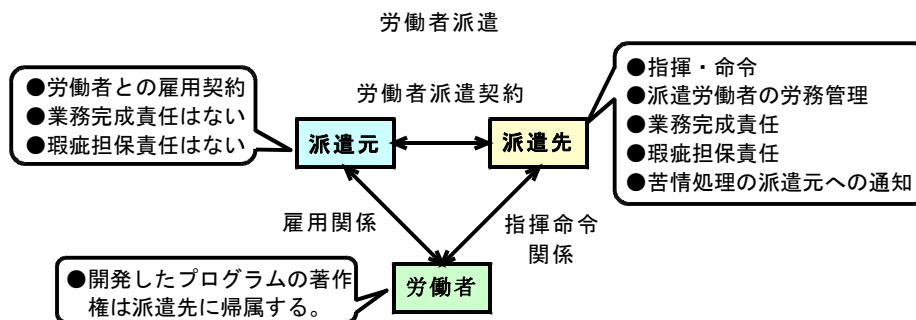 労働者派遣
●労働者との雇用契約
●業務完成責任はない
●瑕疵担保責任はない
労働者派遣契約
派遣元
派遣先
●指揮・命令
●派遣労働者の労務管理
●業務完成責任
●瑕疵担保責任
●苦情処理の派遣元への通知
雇用関係
指揮命令
関係
●開発したプログラムの著作
権は派遣先に帰属する。
労働者